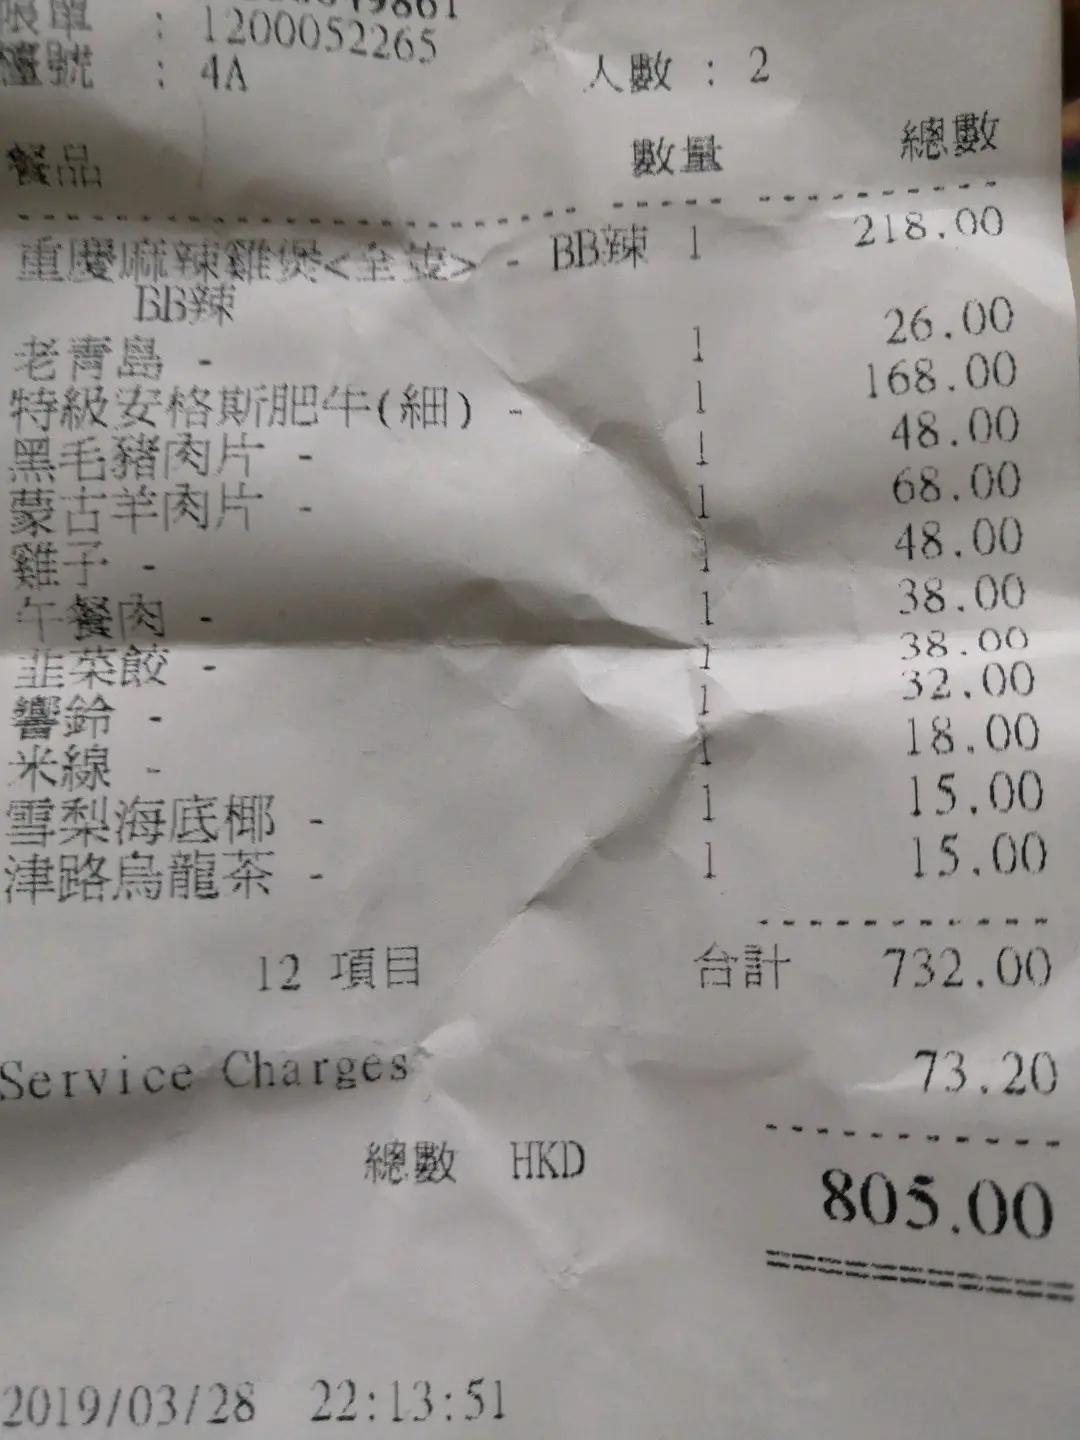 帳單 : 1200052265
檯號 : 4A 人數 : 2
餐品 數量 總數
重慶麻辣雞煲<全隻> - BB辣 1 218.00
BB辣
老青島 - 1 26.00
特級安格斯肥牛(細) - 1 168.00
黑毛豬肉片 - 1 48.00
蒙古羊肉片 - 1 68.00
雞子 - 1 48.00
午餐肉 - 1 38.00
韭菜餃 - 1 38.00
響鈴 - 1 32.00
米線 - 1 18.00
雪梨海底椰 - 1 15.00
津路烏龍茶 - 1 15.00
12 項目 合計 732.00
Service Charges 73.20
總數 HKD 805.00
2019/03/28 22:13:51